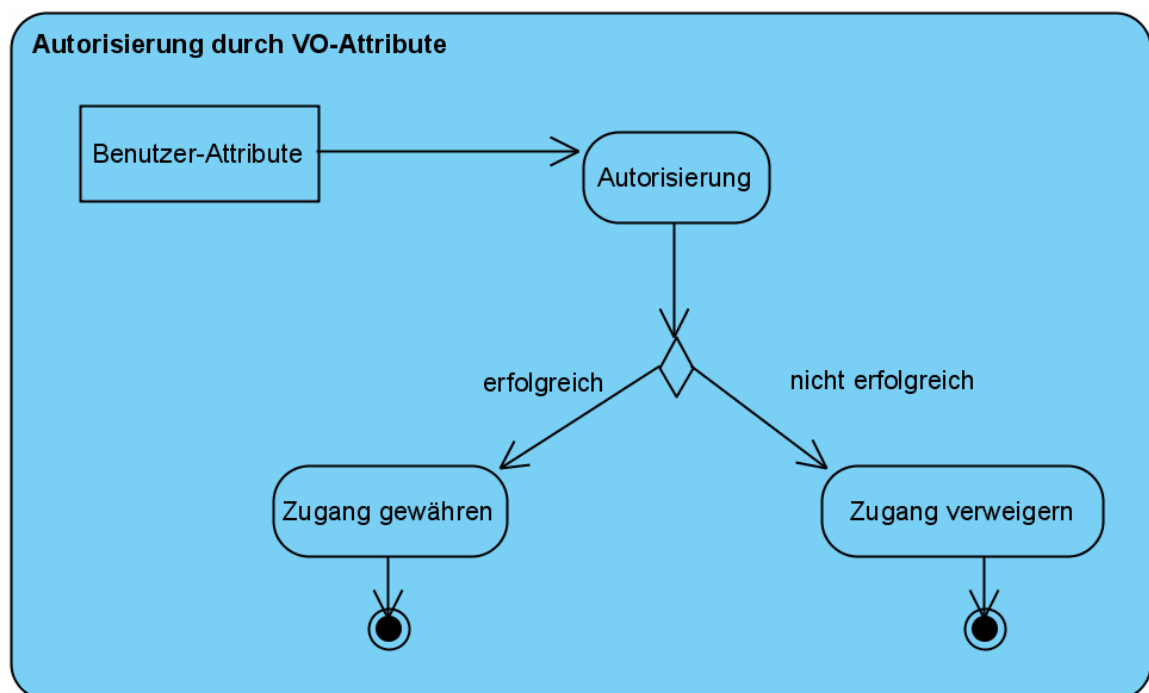 Autorisierung durch VO-Attribute
Benutzer-Attribute
Autorisierung
erfolgreich
nicht erfolgreich
Zugang gewähren
Zugang verweigern